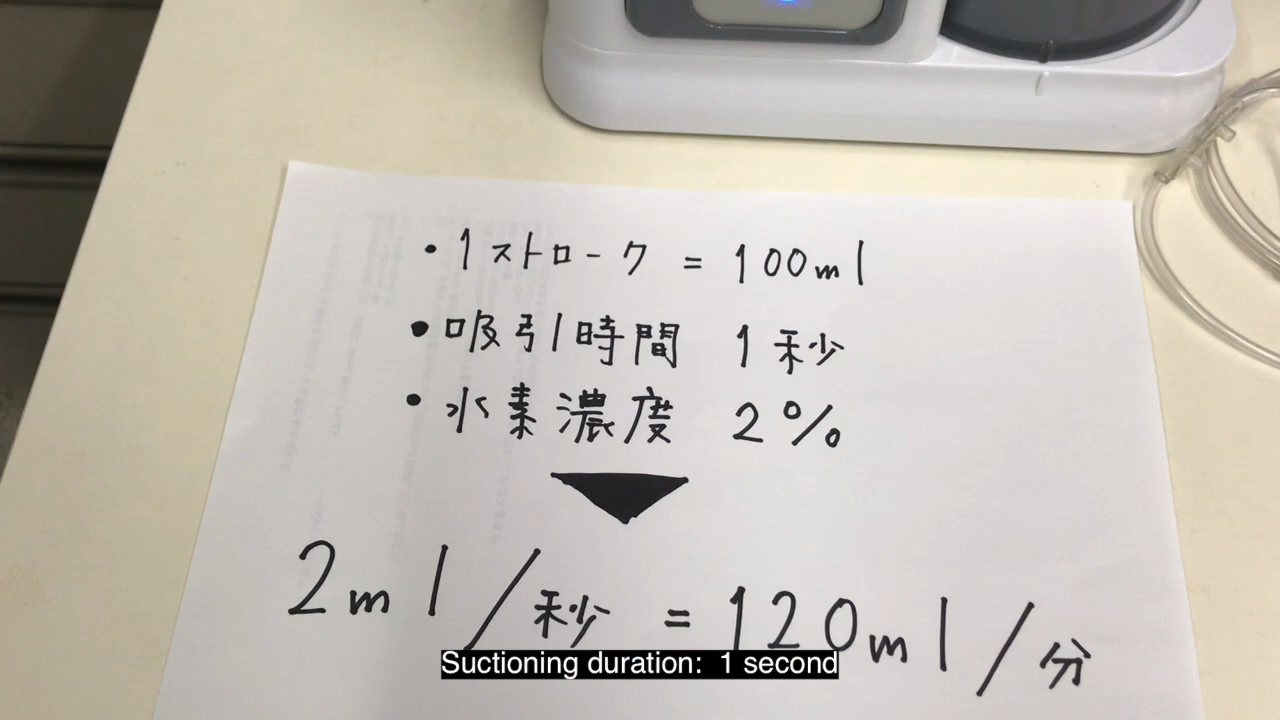 ・1ストローク = 100ml
・吸引時間 1秒
・水素濃度 2%
2ml/秒 = 120ml/分
Suctioning duration: 1 second